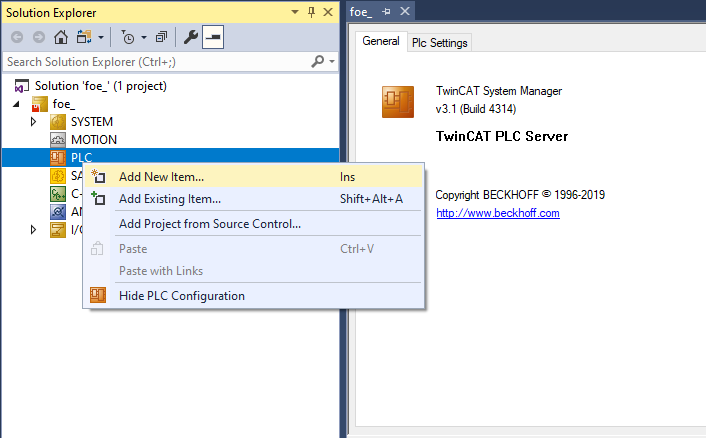 Solution Explorer
Search Solution Explorer (Ctrl+;)
Solution 'foe_' (1 project)
foe_
SYSTEM
MOTION
PLC
SA
C+
AN
I/O
Add New Item... Ins
Add Existing Item... Shift+Alt+A
Add Project from Source Control...
Paste Ctrl+V
Paste with Links
Hide PLC Configuration
foe_
General Plc Settings
TwinCAT System Manager
v3.1 (Build 4314)
TwinCAT PLC Server
Copyright BECKHOFF © 1996-2019
http://www.beckhoff.com